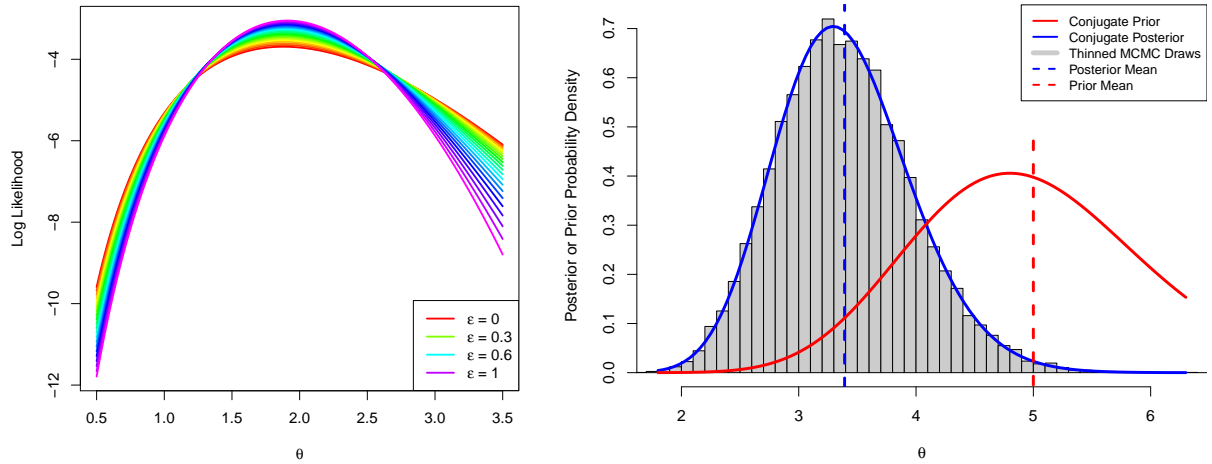 Log Likelihood
−4
−6
−8
−10
−12
0.5
1.0
1.5
2.0
2.5
3.0
3.5
θ
ε = 0
ε = 0.3
ε = 0.6
ε = 1
Posterior or Prior Probability Density
0.7
0.6
0.5
0.4
0.3
0.2
0.1
0.0
2
3
4
5
6
θ
Conjugate Prior
Conjugate Posterior
Thinned MCMC Draws
Posterior Mean
Prior Mean